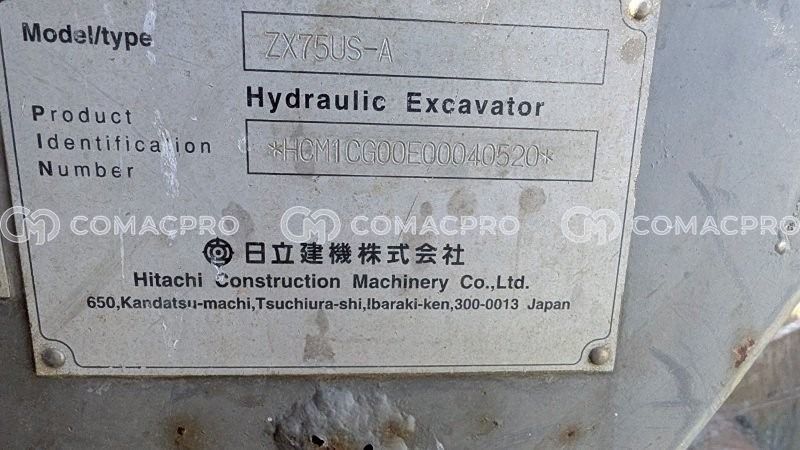 Model/type
ZX75US-A
Hydraulic Excavator
Product
Identification
Number
*HCM1CG00E00040520*
COMACPRO COMACPRO COMACPRO
日立建機株式会社
Hitachi Construction Machinery Co.,Ltd.
650,Kandatsu-machi,Tsuchiura-shi,Ibaraki-ken,300-0013 Japan